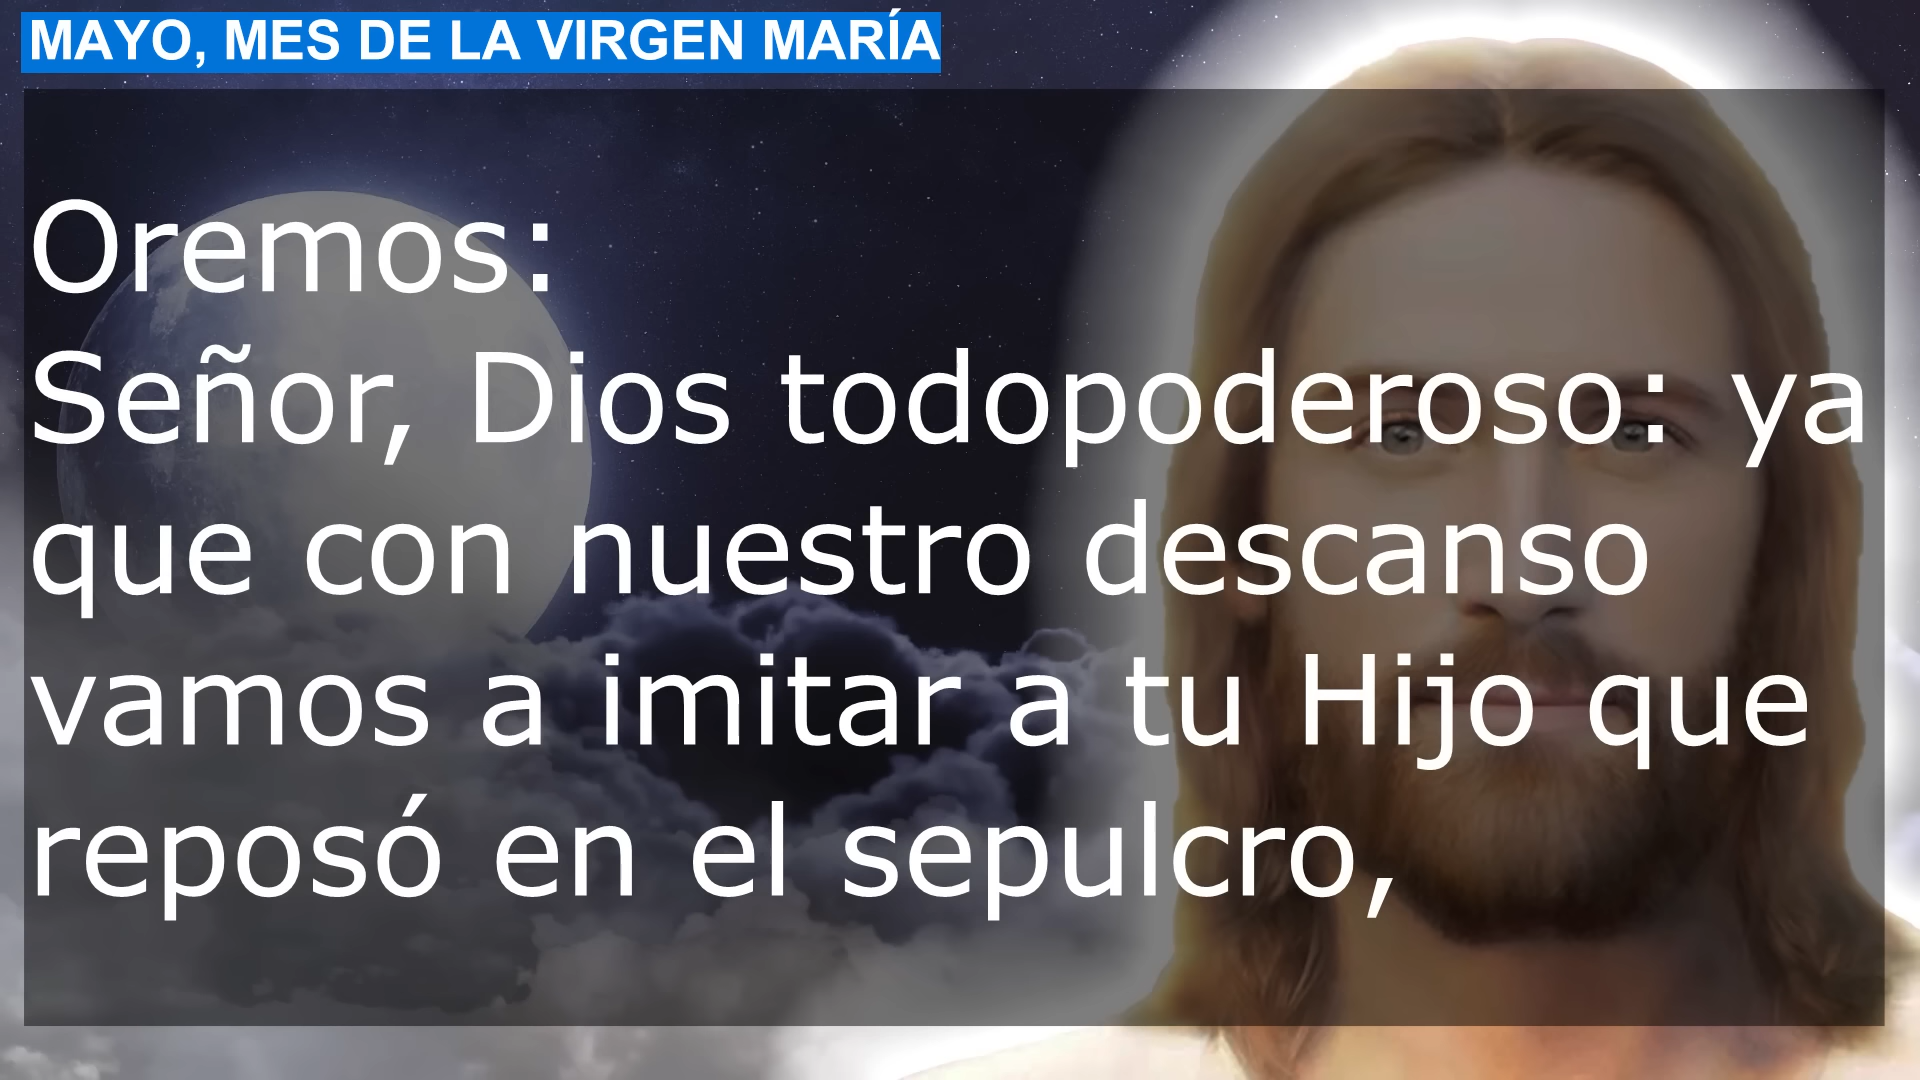 MAYO, MES DE LA VIRGEN MARÍA
Oremos:
Señor, Dios todopoderoso: ya
que con nuestro descanso
vamos a imitar a tu Hijo que
reposó en el sepulcro,